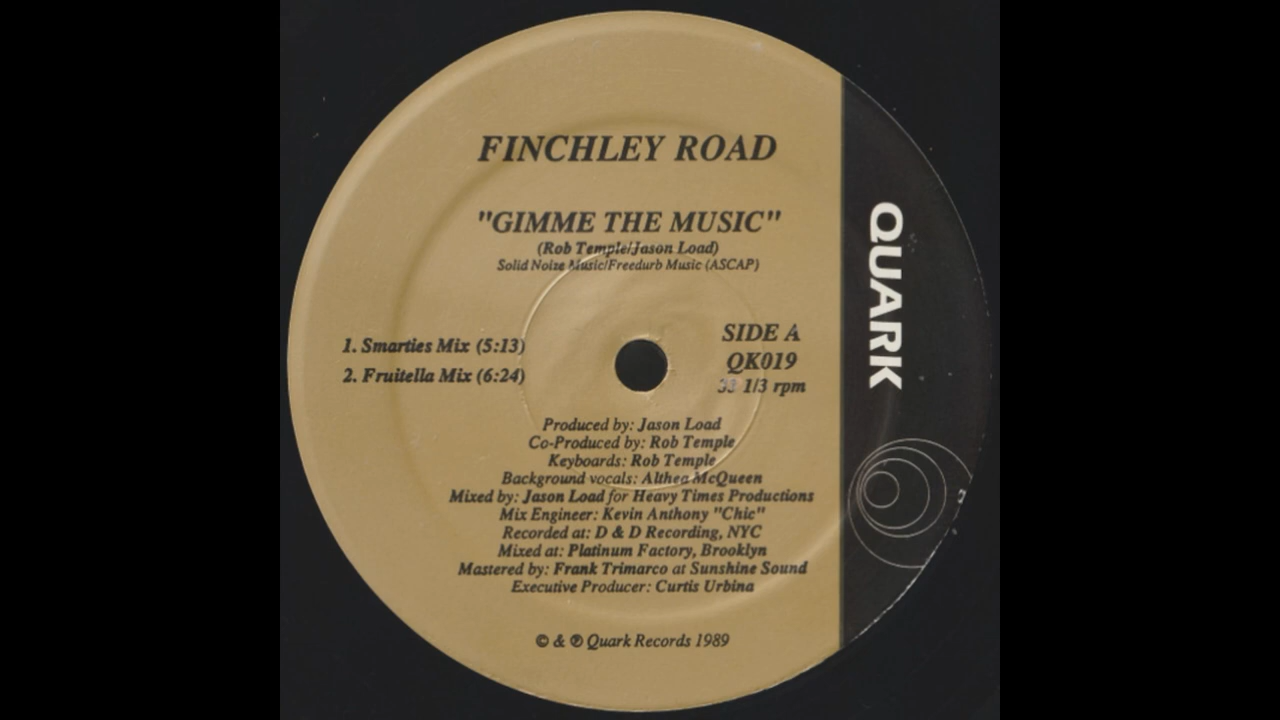 FINCHLEY ROAD
"GIMME THE MUSIC"
(Rob Temple/Jason Load)
Solid Noize Music/Freedurb Music (ASCAP)
1. Smarties Mix (5:13)
2. Fruitella Mix (6:24)
SIDE A
QK019
33 1/3 rpm
Produced by: Jason Load
Co-Produced by: Rob Temple
Keyboards: Rob Temple
Background vocals: Althea McQueen
Mixed by: Jason Load for Heavy Times Productions
Mix Engineer: Kevin Anthony "Chic"
Recorded at: D & D Recording, NYC
Mixed at: Platinum Factory, Brooklyn
Mastered by: Frank Trimarco at Sunshine Sound
Executive Producer: Curtis Urbina
© & ℗ Quark Records 1989
QUARK